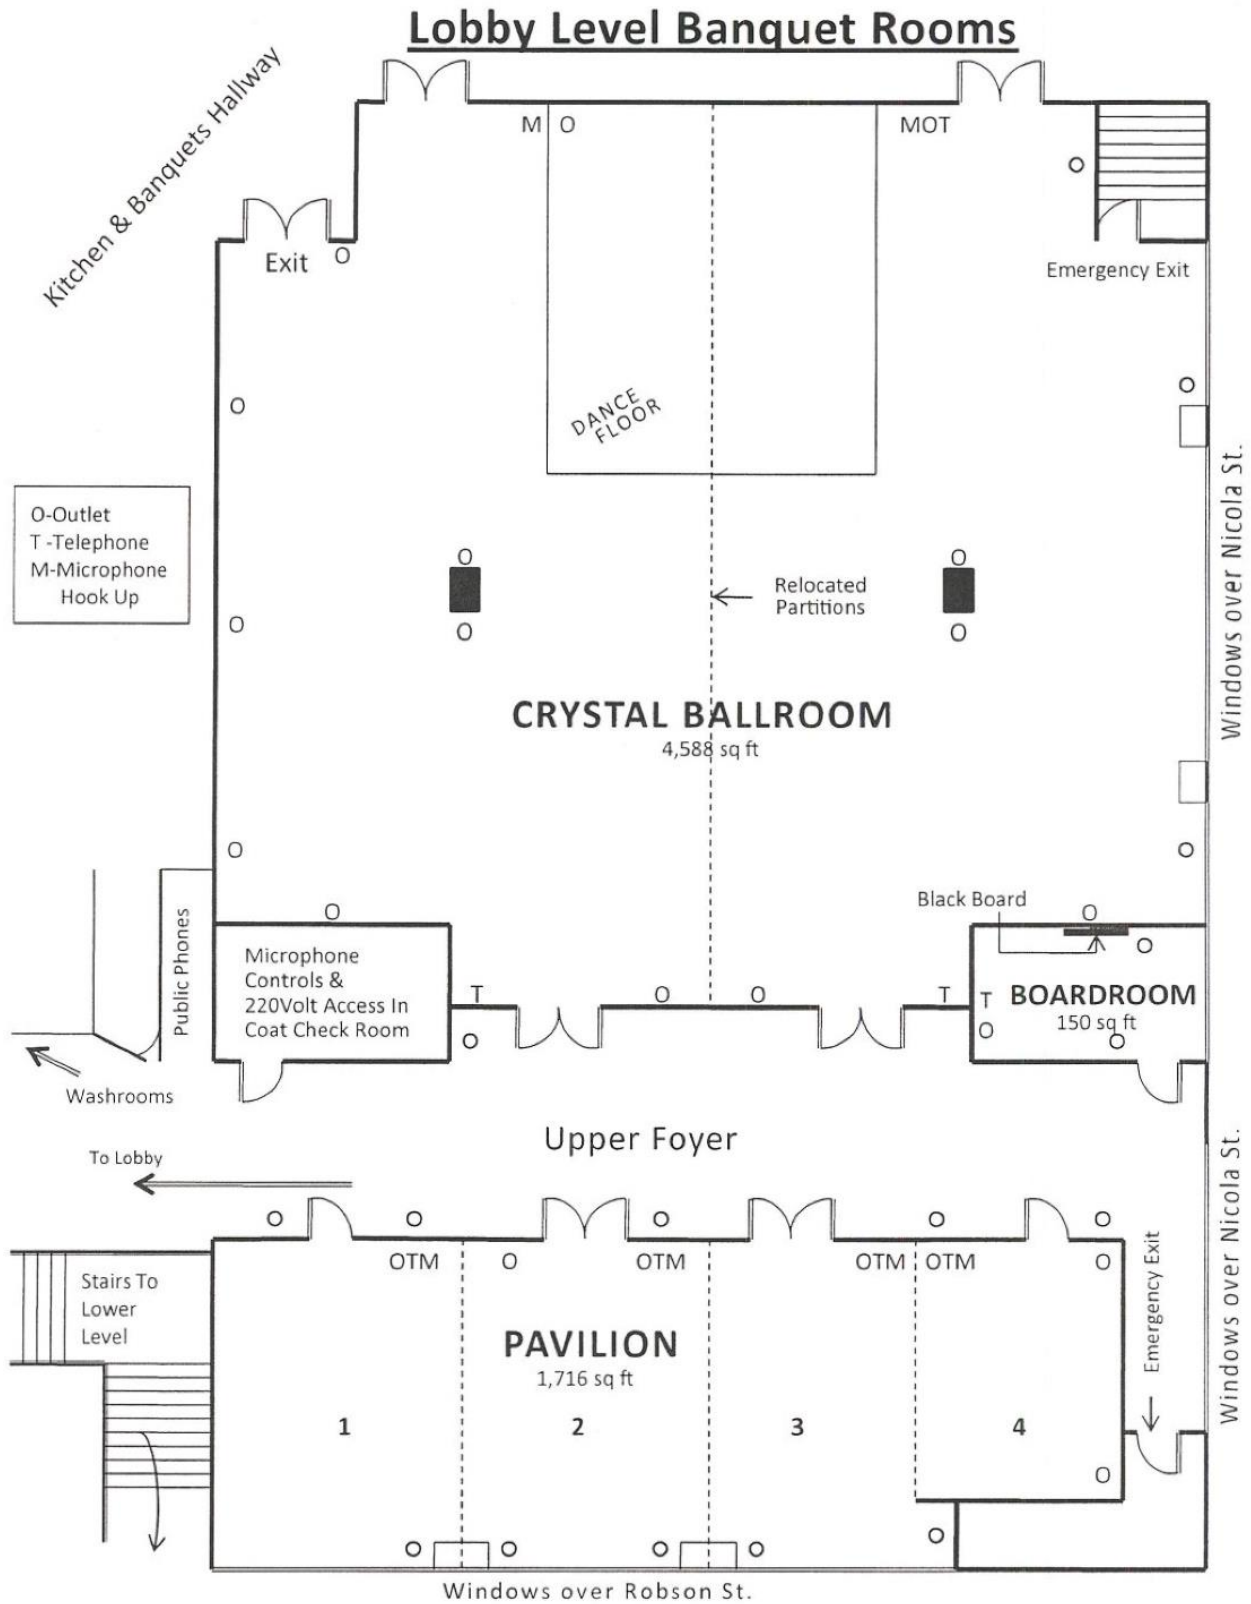 Lobby Level Banquet Rooms
Kitchen & Banquets Hallway
M O
MOT
O
Exit
O
Emergency Exit
O
O
DANCE
FLOOR
Windows over Nicola St.
O-Outlet
T -Telephone
M-Microphone
Hook Up
O
O
Relocated
Partitions
O
O
O
CRYSTAL BALLROOM
4,588 sq ft
O
O
Black Board
O
O
Public Phones
Microphone
Controls &
220Volt Access In
Coat Check Room
T
O
O
O
T
T
O
O
BOARDROOM
150 sq ft
O
Washrooms
Upper Foyer
To Lobby
Windows over Nicola St.
O
O
O
O
O
Stairs To
Lower
Level
OTM
O
OTM
OTM
OTM
O
Emergency Exit
PAVILION
1,716 sq ft
1
2
3
4
O
O
O
O
O
O
Windows over Robson St.